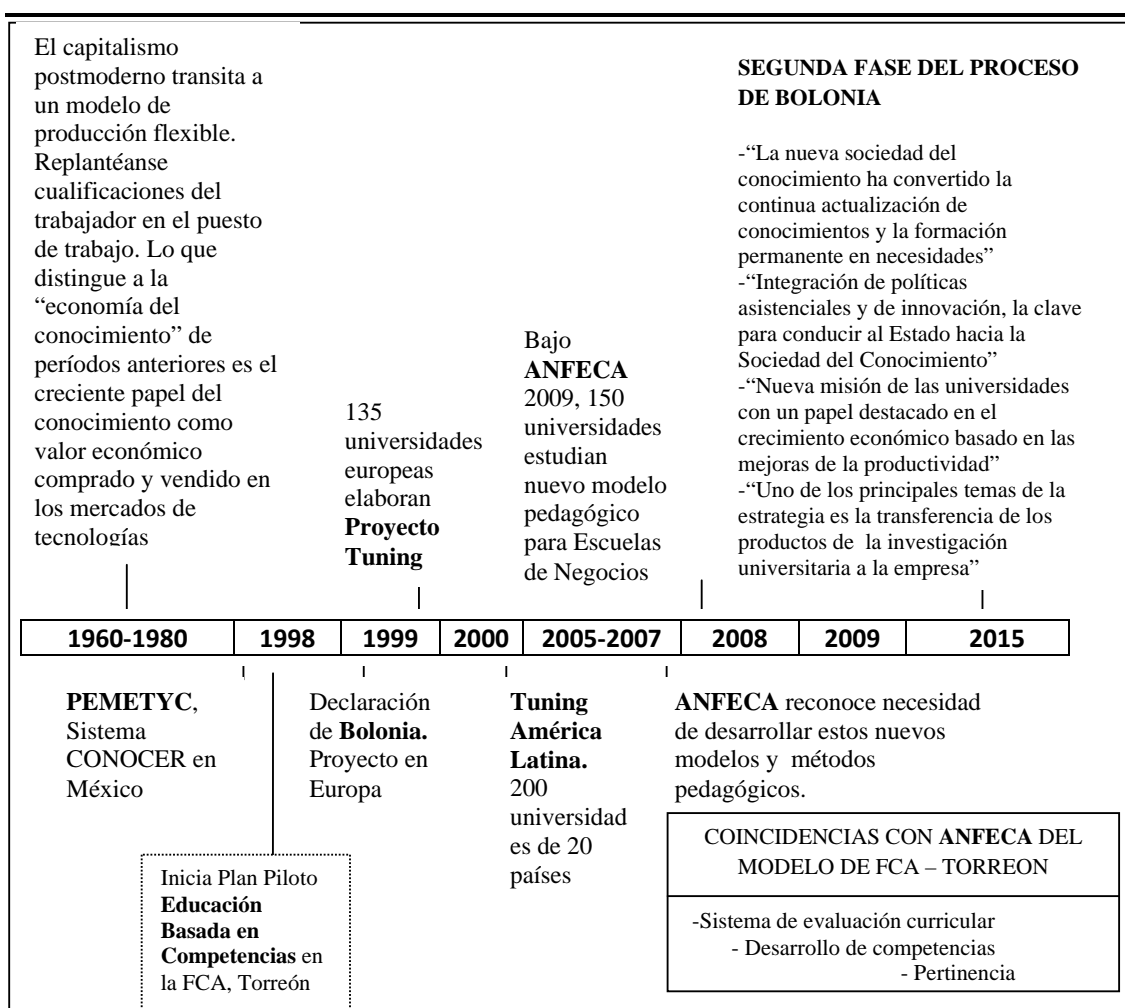 El capitalismo
postmoderno transita a
un modelo de
producción flexible.
Replantéanse
cualificaciones del
trabajador en el puesto
de trabajo. Lo que
distingue a la
“economía del
conocimiento” de
períodos anteriores es el
creciente papel del
conocimiento como
valor económico
comprado y vendido en
los mercados de
tecnologías
135
universidades
europeas
elaboran
Proyecto
Tuning
Bajo
ANFECA
2009, 150
universidades
estudian
nuevo modelo
pedagógico
para Escuelas
de Negocios
SEGUNDA FASE DEL PROCESO
DE BOLONIA
-“La nueva sociedad del
conocimiento ha convertido la
continua actualización de
conocimientos y la formación
permanente en necesidades”
-“Integración de políticas
asistenciales y de innovación, la clave
para conducir al Estado hacia la
Sociedad del Conocimiento”
-“Nueva misión de las universidades
con un papel destacado en el
crecimiento económico basado en las
mejoras de la productividad”
-“Uno de los principales temas de la
estrategia es la transferencia de los
productos de la investigación
universitaria a la empresa”
1960-1980 1998 1999 2000 2005-2007 2008 2009 2015
PEMETYC,
Sistema
CONOCER en
México
Inicia Plan Piloto
Educación
Basada en
Competencias en
la FCA, Torreón
Declaración
de Bolonia.
Proyecto en
Europa
Tuning
América
Latina.
200
universidad
es de 20
países
ANFECA reconoce necesidad
de desarrollar estos nuevos
modelos y métodos
pedagógicos.
COINCIDENCIAS CON ANFECA DEL
MODELO DE FCA – TORREON
-Sistema de evaluación curricular
- Desarrollo de competencias
- Pertinencia